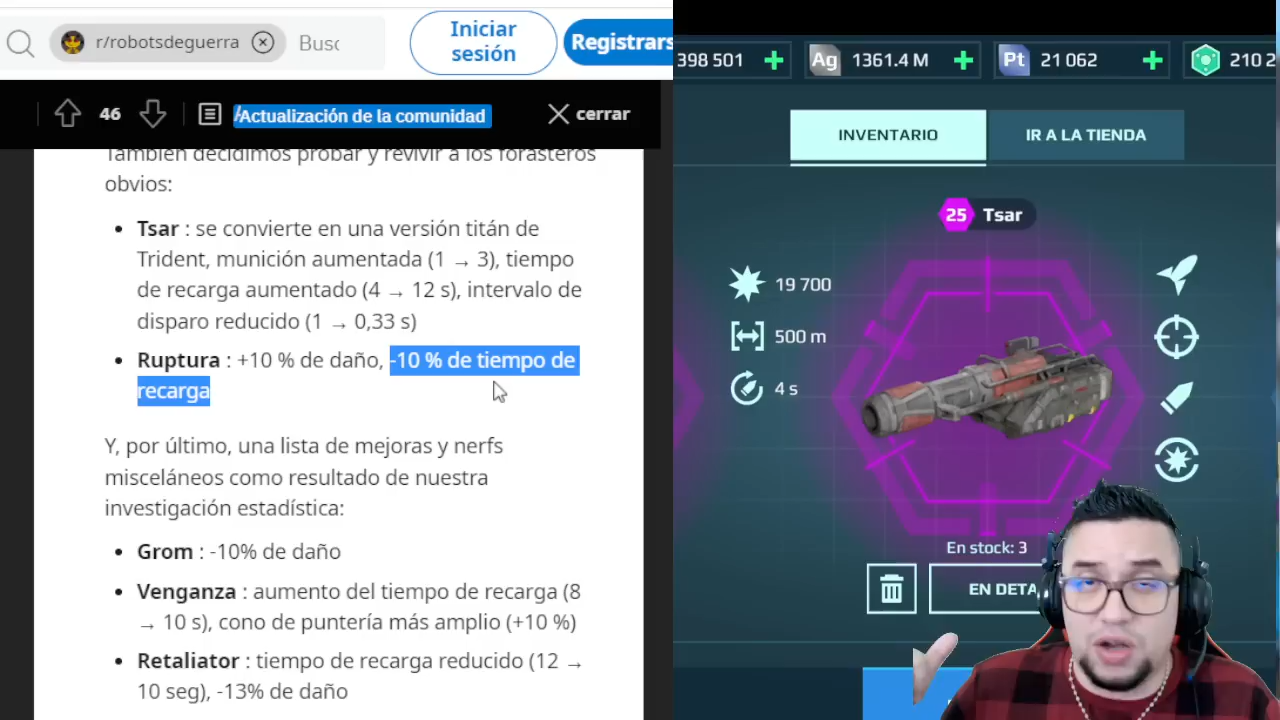 r/robotsdeguerra
Busc
Iniciar
sesión
Registrars
46
/Actualización de la comunidad
cerrar
También decidimos probar y revivir a los forasteros
obvios:
Tsar : se convierte en una versión titán de
Trident, munición aumentada (1 → 3), tiempo
de recarga aumentado (4 → 12 s), intervalo de
disparo reducido (1 → 0,33 s)
Ruptura : +10 % de daño, -10 % de tiempo de
recarga
Y, por último, una lista de mejoras y nerfs
misceláneos como resultado de nuestra
investigación estadística:
Grom : -10% de daño
Venganza : aumento del tiempo de recarga (8
→ 10 s), cono de puntería más amplio (+10 %)
Retaliator : tiempo de recarga reducido (12 →
10 seg), -13% de daño
398 501
Ag 1361.4 M
Pt 21 062
210 2
INVENTARIO
IR A LA TIENDA
25 Tsar
19 700
500 m
4 s
En stock: 3
EN DETA